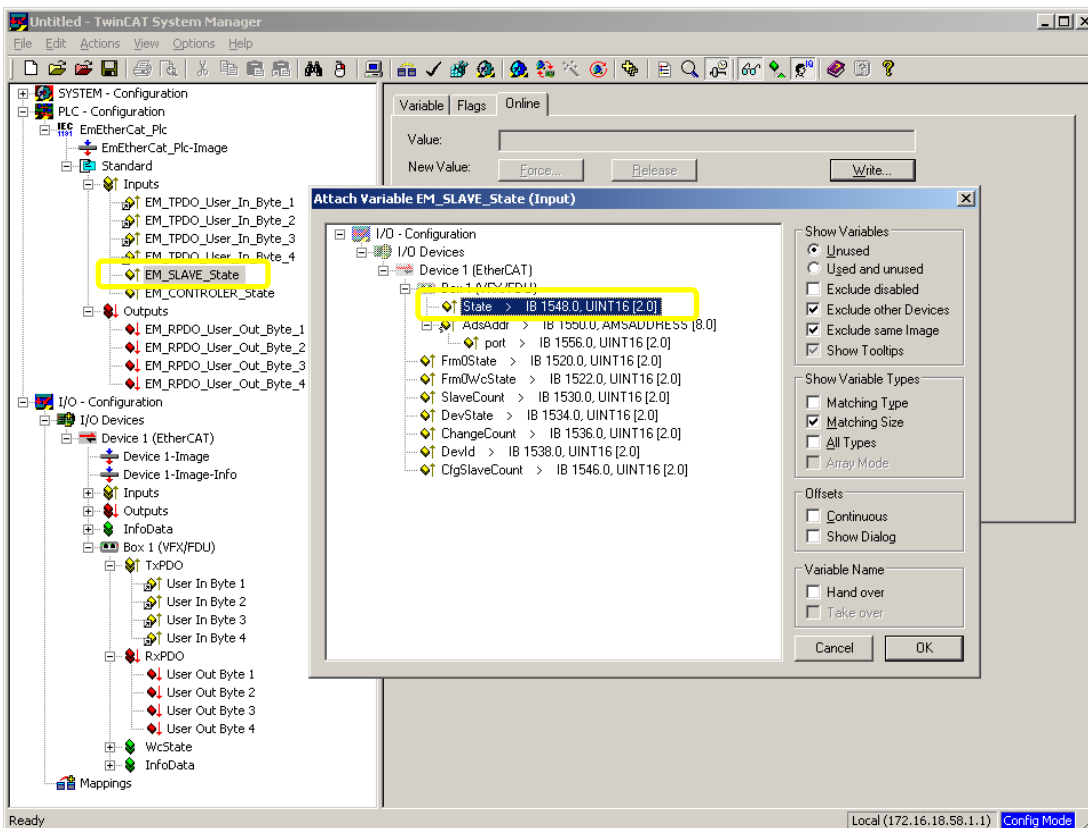 Untitled - TwinCAT System Manager
File Edit Actions View Options Help
SYSTEM - Configuration
PLC - Configuration
IEC 1131
EmEtherCat_Plc
EmEtherCat_Plc-Image
Standard
Inputs
EM_TPDO_User_In_Byte_1
EM_TPDO_User_In_Byte_2
EM_TPDO_User_In_Byte_3
EM_TPDO_User_In_Byte_4
EM_SLAVE_State
EM_CONTROLER_State
Outputs
EM_RPDO_User_Out_Byte_1
EM_RPDO_User_Out_Byte_2
EM_RPDO_User_Out_Byte_3
EM_RPDO_User_Out_Byte_4
I/O - Configuration
I/O Devices
Device 1 (EtherCAT)
Device 1-Image
Device 1-Image-Info
Inputs
Outputs
InfoData
Box 1 (VFX/FDU)
TxPDO
User In Byte 1
User In Byte 2
User In Byte 3
User In Byte 4
RxPDO
User Out Byte 1
User Out Byte 2
User Out Byte 3
User Out Byte 4
WcState
InfoData
Mappings
Variable Flags Online
Value:
New Value: Force... Release Write...
Attach Variable EM_SLAVE_State (Input)
I/O - Configuration
I/O Devices
Device 1 (EtherCAT)
Box 1 (VFX/FDU)
State > IB 1548.0, UINT16 [2.0]
AdsAddr > IB 1550.0, AMSADDRESS [8.0]
port > IB 1556.0, UINT16 [2.0]
Frm0State > IB 1520.0, UINT16 [2.0]
Frm0WcState > IB 1522.0, UINT16 [2.0]
SlaveCount > IB 1530.0, UINT16 [2.0]
DevState > IB 1534.0, UINT16 [2.0]
ChangeCount > IB 1536.0, UINT16 [2.0]
DevId > IB 1538.0, UINT16 [2.0]
CfgSlaveCount > IB 1546.0, UINT16 [2.0]
Show Variables
Unused
Used and unused
Exclude disabled
Exclude other Devices
Exclude same Image
Show Tooltips
Show Variable Types
Matching Type
Matching Size
All Types
Array Mode
Offsets
Continuous
Show Dialog
Variable Name
Hand over
Take over
Cancel OK
Ready
Local (172.16.18.58.1.1) Config Mode